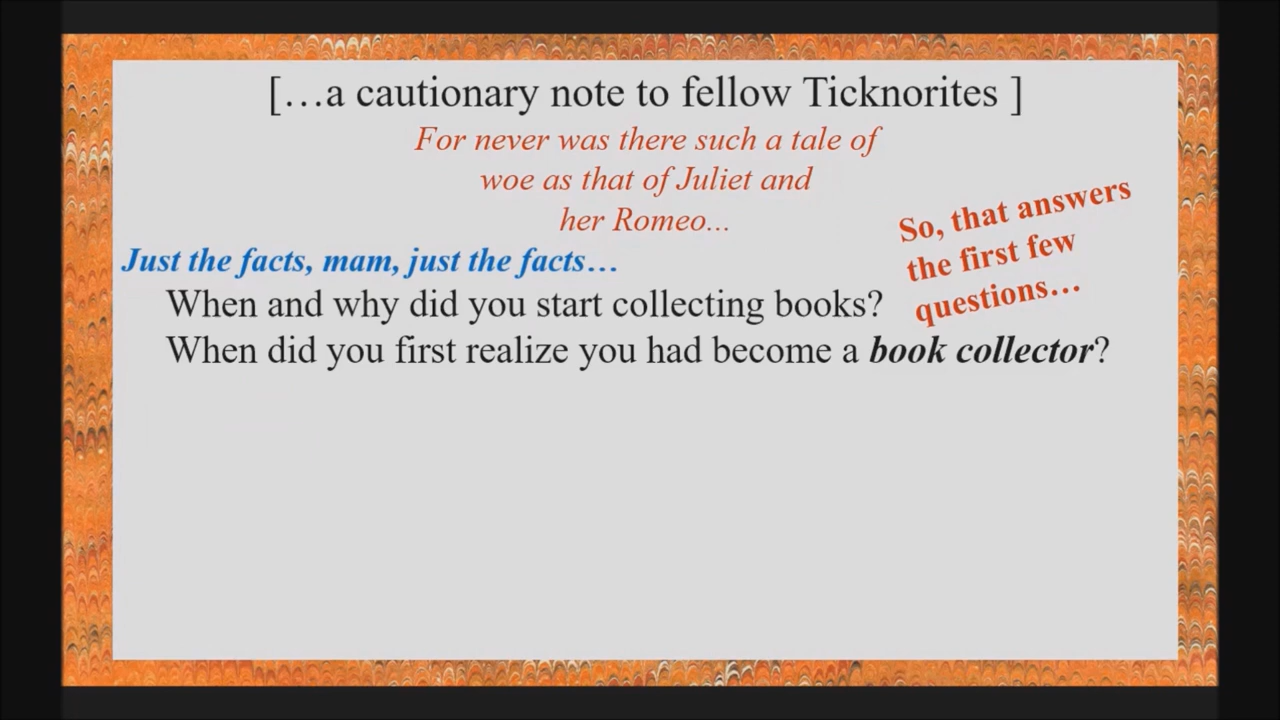 […a cautionary note to fellow Ticknorites ]
For never was there such a tale of
woe as that of Juliet and
her Romeo...
So, that answers
the first few
questions…
Just the facts, mam, just the facts…
When and why did you start collecting books?
When did you first realize you had become a book collector?